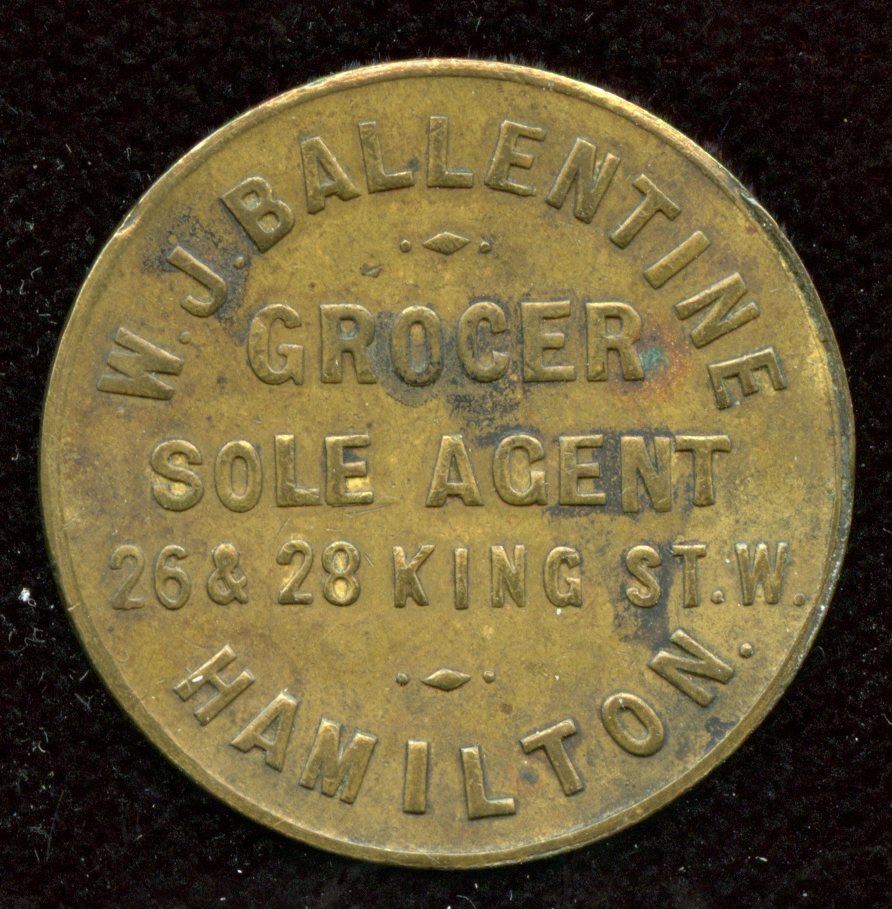 W. J. BALLENTINE
GROCER
SOLE AGENT
26 & 28 KING ST. W.
HAMILTON.